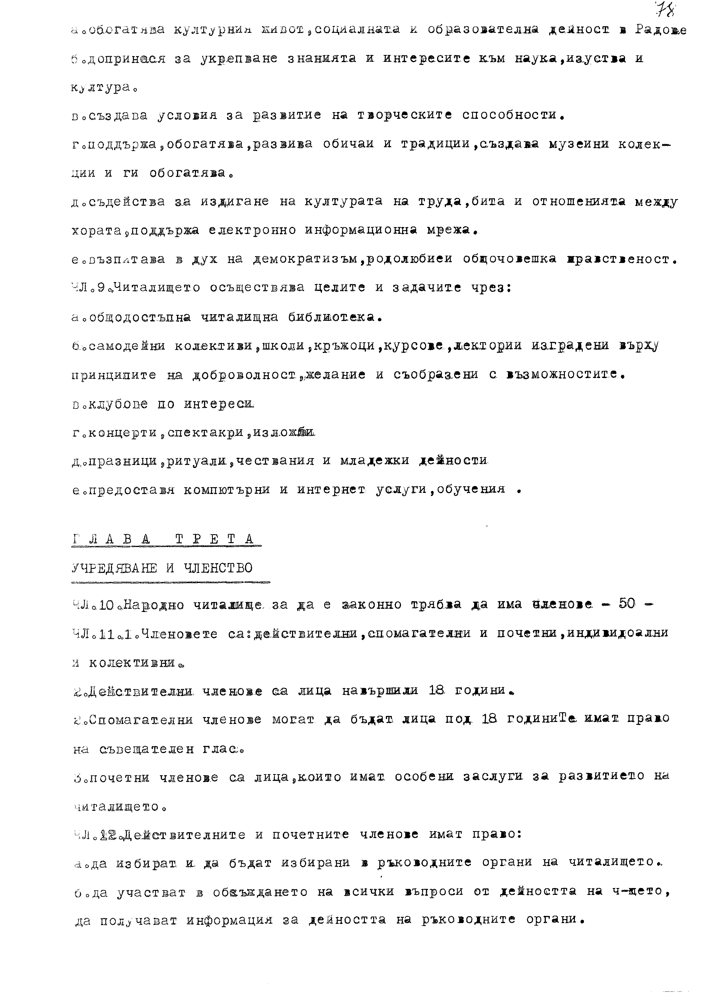 78
а.обогатява културния живот,социалната и образователна дейност в Радове
б.допринася за укрепване знанията и интересите към наука,изуства и
култура.
в.създава условия за развитие на творческите способности.
г.поддържа,обогатява,развива обичаи и традиции,създава музейни колек-
ции и ги обогатява.
д.съдейства за издигане на културата на труда,бита и отношенията между
хората,поддържа електронно информационна мрежа.
е.възпитава в дух на демократизъм,родолюбиеи общочовешка нравственост.
ЧЛ.9.Читалището осъществява целите и задачите чрез:
а.общодостъпна читалищна библиотека.
б.самодейни колективи,школи,кръжоци,курсове,лектории изградени върху
принципите на доброволност,желание и съобразени с възможностите.
в.клубове по интереси
г.концерти,спектакри,изложби
д.празници,ритуали,чествания и младежки дейности
е.предоставя компютърни и интернет услуги,обучения .
Г Л А В А  Т Р Е Т А
УЧРЕДЯВАНЕ И ЧЛЕНСТВО
ЧЛ.10.Народно читалище за да е законно трябва да има членове - 50 -
ЧЛ.11.1.Членовете са:действителни,спомагателни и почетни,индивидоални
и колективни.
2.Действителни членове са лица навършили 18 години.
2.Спомагателни членове могат да бъдат лица под 18 годиниТе имат право
на съвещателен глас.
3.почетни членове са лица,които имат особени заслуги за развитието на
читалището.
ЧЛ.12.Действителните и почетните членове имат право:
а.да избират и да бъдат избирани в ръководните органи на читалището.
б.да участват в обсъждането на всички въпроси от дейността на ч-щето,
да получават информация за дейността на ръководните органи.